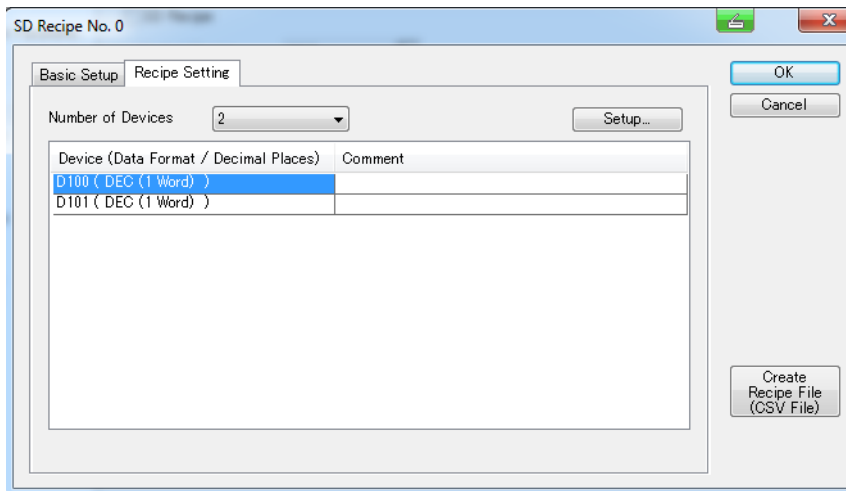 SD Recipe No. 0
Basic Setup
Recipe Setting
OK
Cancel
Number of Devices
2
Setup...
Device (Data Format / Decimal Places)
Comment
D100 ( DEC (1 Word) )
D101 ( DEC (1 Word) )
Create
Recipe File
(CSV File)